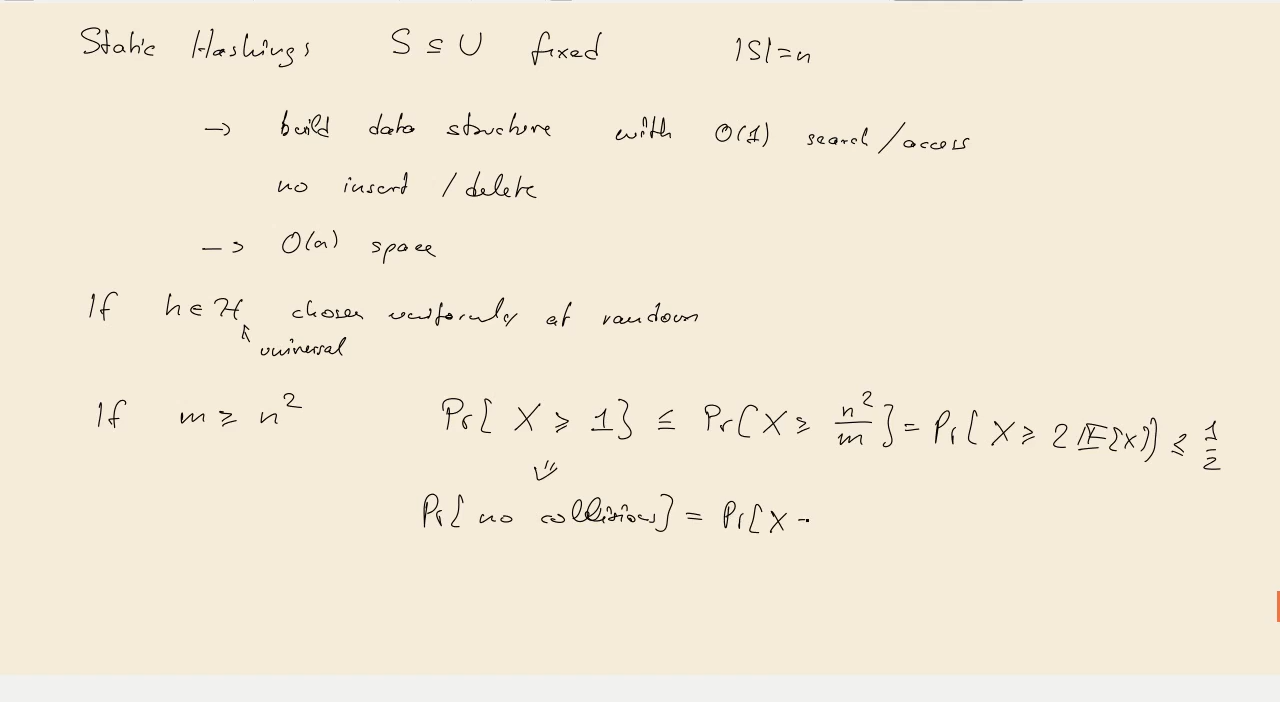 Static Hashings S ⊆ U fixed |S|=n
→ build data structure with O(1) search/access
no insert / delete
→ O(n) space
If h ∈ H chosen uniformly at random
universal
If m ≥ n² Pr[ X ≥ 1] ≤ Pr[X ≥ n²/m] = Pr[X ≥ 2 E[X]] ≤ 1/2
⇓
Pr[ no collisions] = Pr[X -